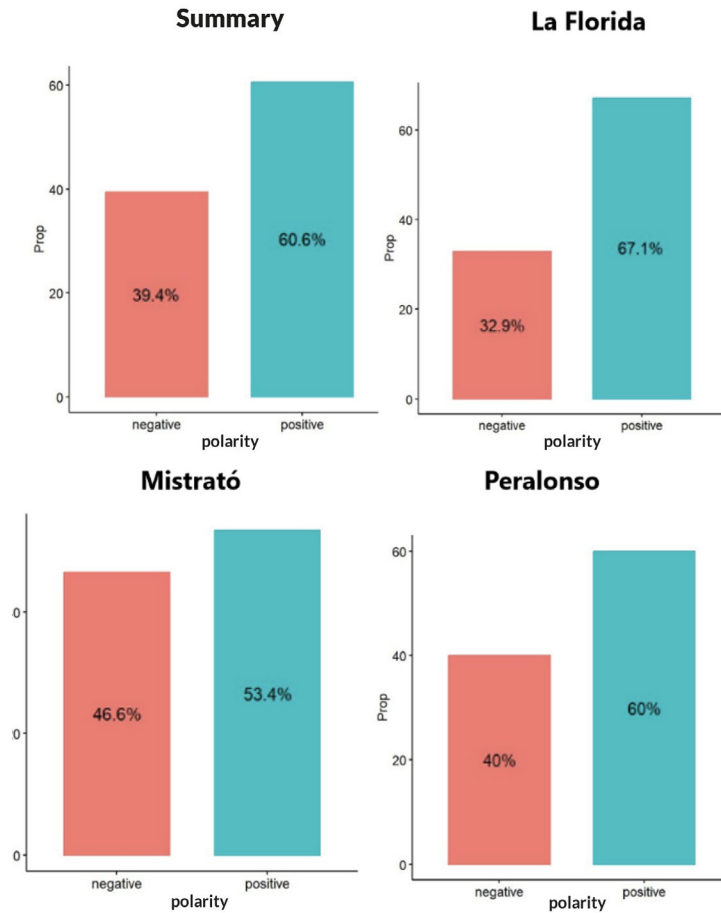 Summary
60
40
20
0
Prop
39.4%
60.6%
negative
positive
polarity
La Florida
60
40
20
0
32.9%
67.1%
negative
positive
polarity
Mistrató
0
0
0
46.6%
53.4%
negative
positive
polarity
Peralonso
60
40
20
0
Prop
40%
60%
negative
positive
polarity